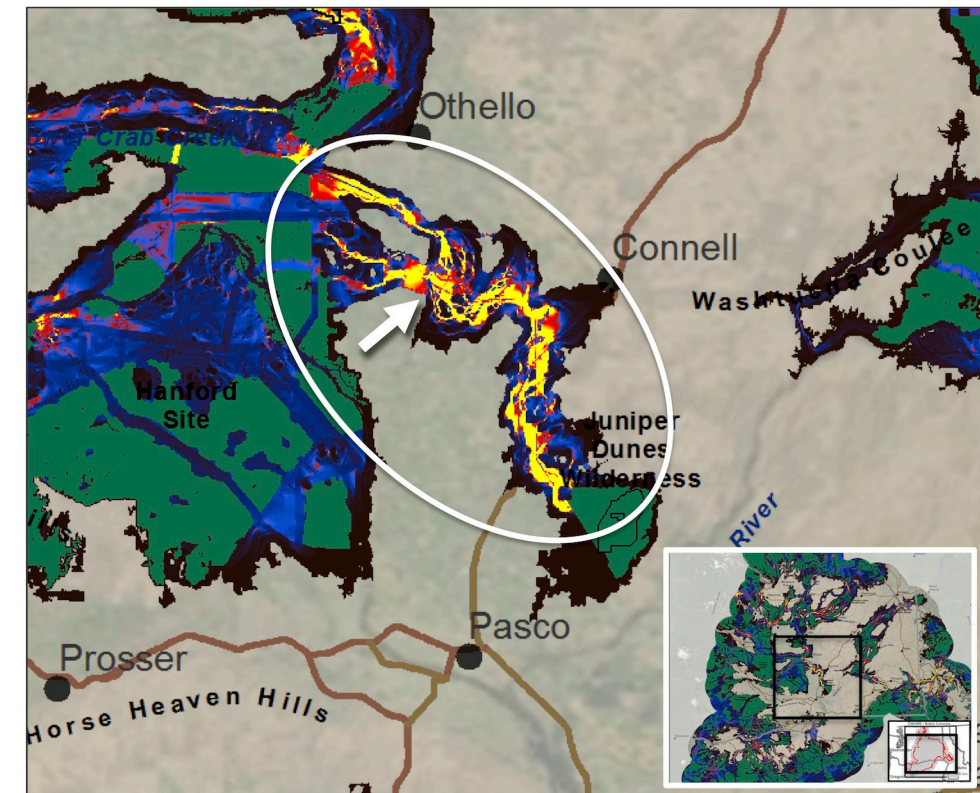 Othello
Crab Creek
Connell
Washtucna Coulee
Hanford
Site
Juniper
Dunes
Wilderness
River
Pasco
Prosser
Horse Heaven Hills